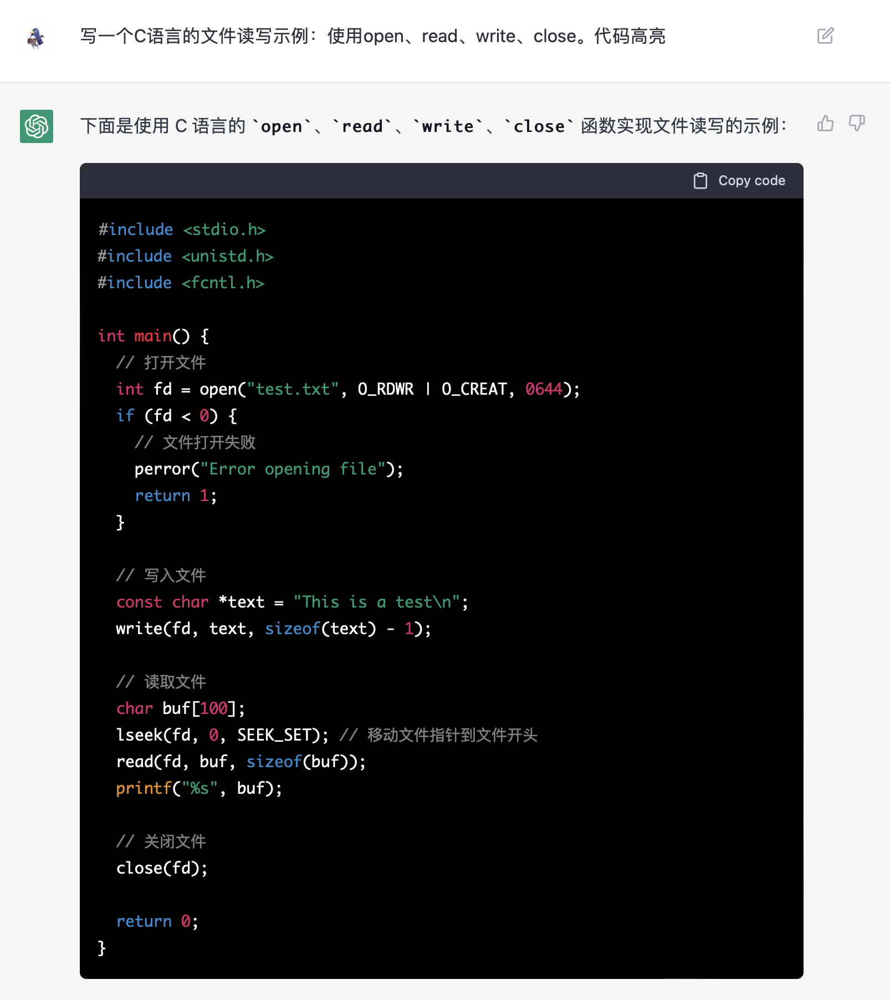 写一个C语言的文件读写示例：使用open、read、write、close。代码高亮
下面是使用 C 语言的 `open`、`read`、`write`、`close` 函数实现文件读写的示例：
Copy code
#include <stdio.h>
#include <unistd.h>
#include <fcntl.h>

int main() {
  // 打开文件
  int fd = open("test.txt", O_RDWR | O_CREAT, 0644);
  if (fd < 0) {
    // 文件打开失败
    perror("Error opening file");
    return 1;
  }

  // 写入文件
  const char *text = "This is a test\n";
  write(fd, text, sizeof(text) - 1);

  // 读取文件
  char buf[100];
  lseek(fd, 0, SEEK_SET); // 移动文件指针到文件开头
  read(fd, buf, sizeof(buf));
  printf("%s", buf);

  // 关闭文件
  close(fd);

  return 0;
}